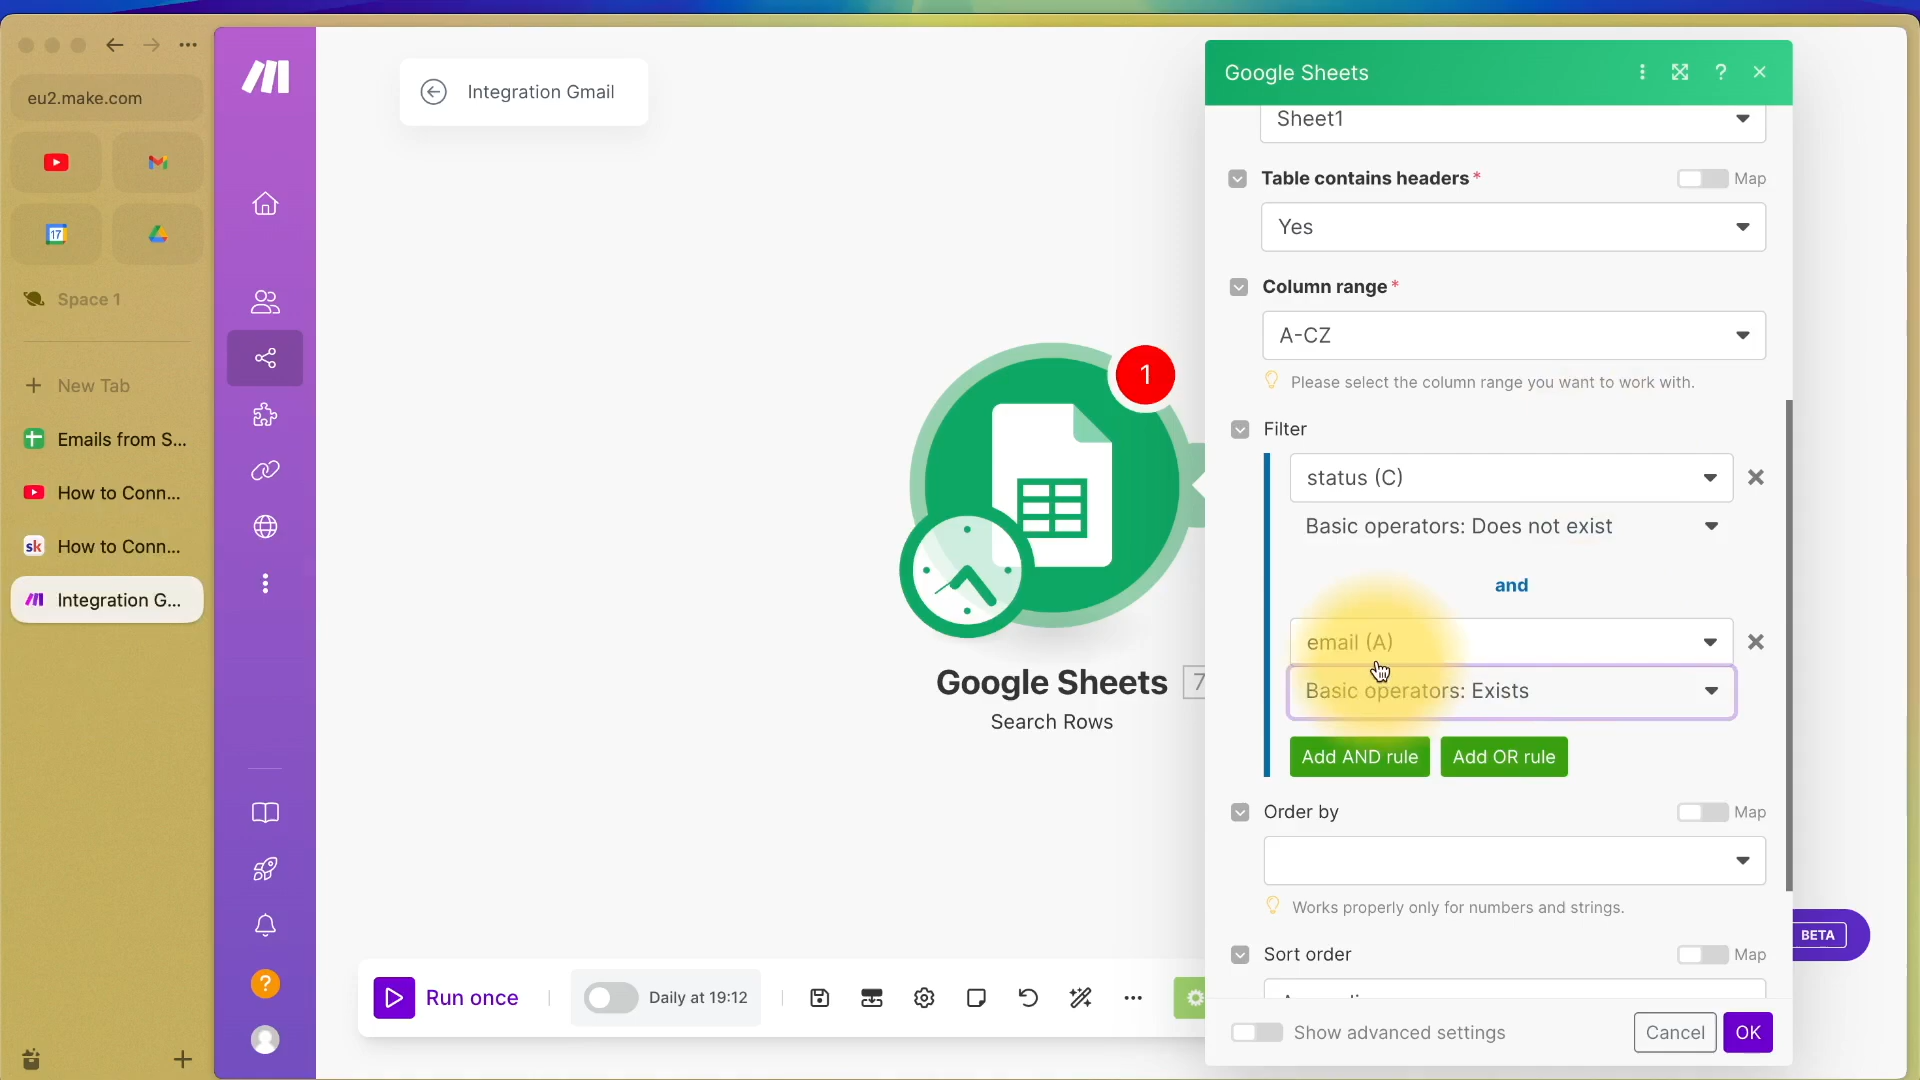 eu2.make.com
17
Space 1
New Tab
Emails from S...
How to Conn...
sk How to Conn...
Integration G...
?
Integration Gmail
1
Google Sheets 7
Search Rows
Run once
Daily at 19:12
Google Sheets
?
Sheet1
Table contains headers*
Map
Yes
Column range*
A-CZ
Please select the column range you want to work with.
Filter
status (C)
Basic operators: Does not exist
and
email (A)
Basic operators: Exists
Add AND rule
Add OR rule
Order by
Map
Works properly only for numbers and strings.
Sort order
Map
Show advanced settings
Cancel
OK
BETA